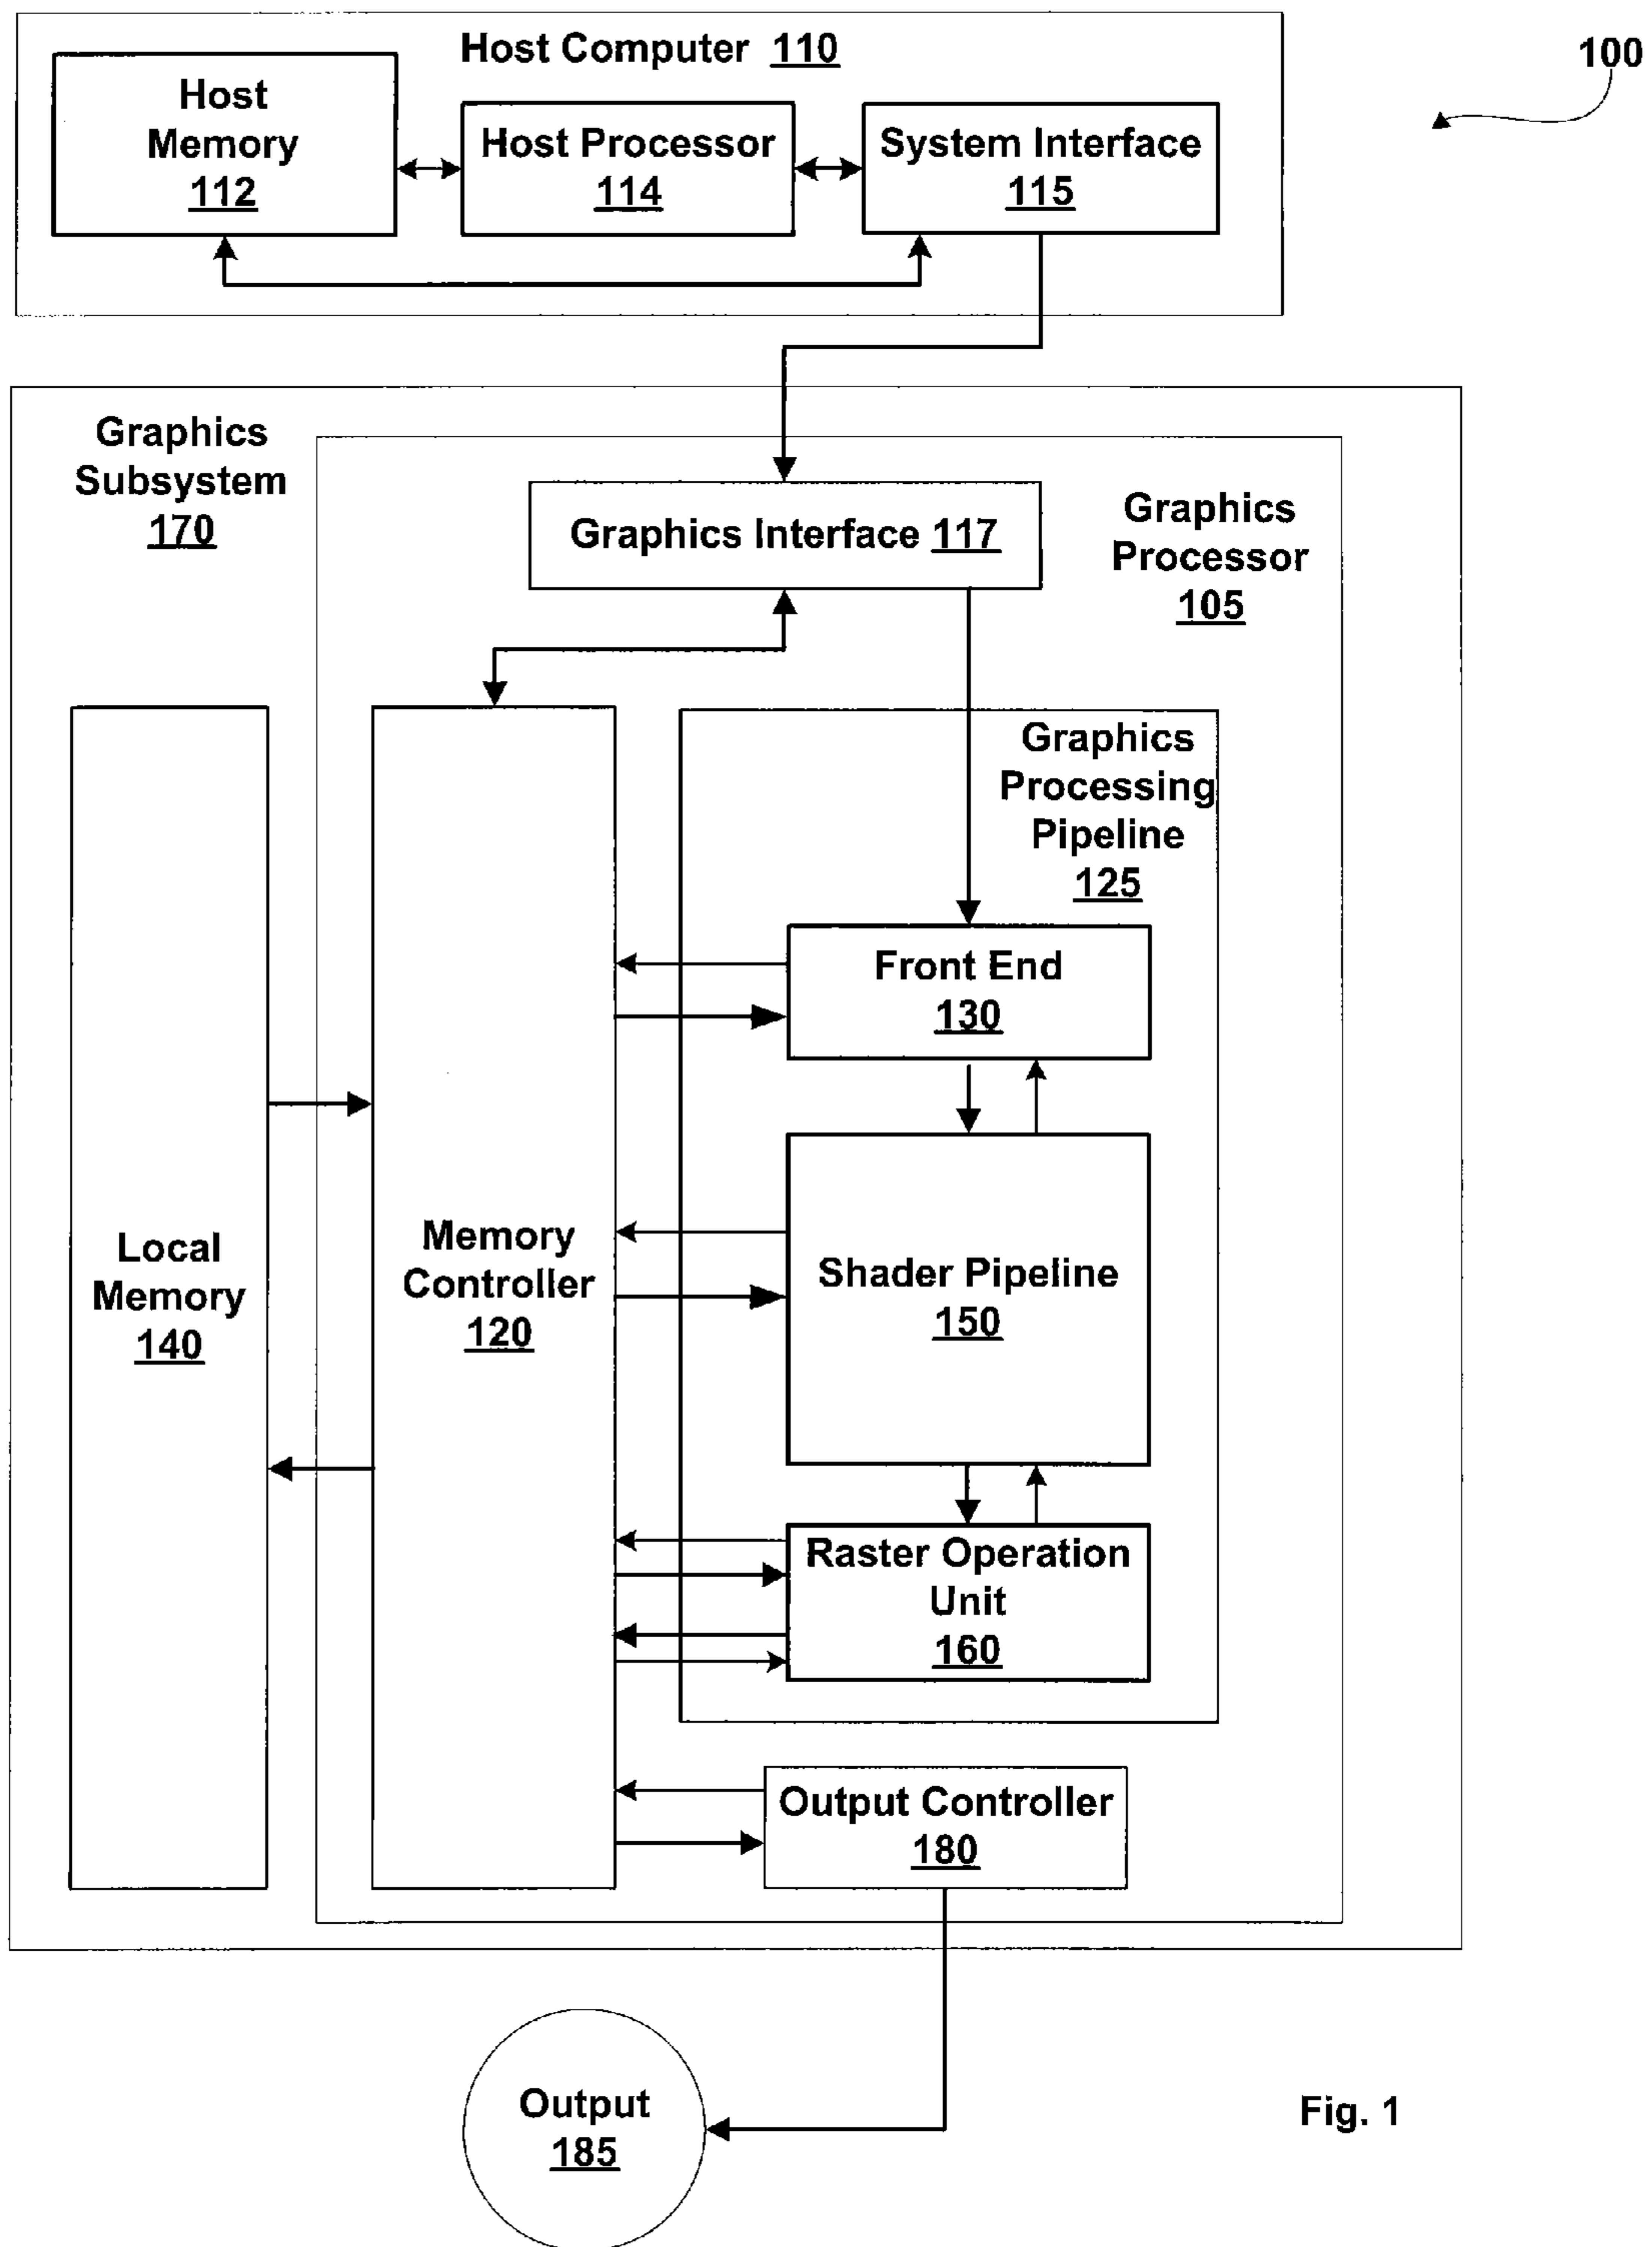 Host Computer 110
100
Host
Memory
112
Host Processor
114
System Interface
115
Graphics
Subsystem
170
Graphics Interface 117
Graphics
Processor
105
Graphics
Processing
Pipeline
125
Front End
130
Local
Memory
140
Memory
Controller
120
Shader Pipeline
150
Raster Operation
Unit
160
Output Controller
180
Output
185
Fig. 1